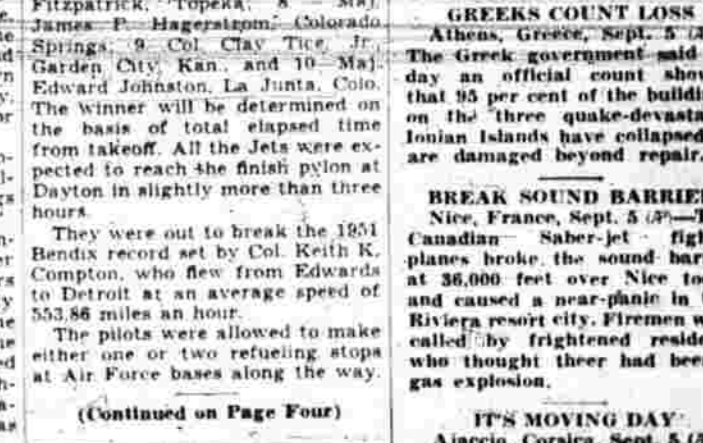 Fitzpatrick, Topeka, 8 Maj.
James P. Hagerstrom, Colorado
Springs; 9 Col. Clay Tice, Jr.,
Garden City, Kan., and 10 Maj.
Edward Johnston, La Junta, Colo.
The winner will be determined on
the basis of total elapsed time
from takeoff. All the Jets were ex-
pected to reach the finish pylon at
Dayton in slightly more than three
hours.
They were out to break the 1951
Bendix record set by Col. Keith K.
Compton, who flew from Edwards
to Detroit at an average speed of
553.86 miles an hour.
The pilots were allowed to make
either one or two refueling stops
at Air Force bases along the way.
(Continued on Page Four)
GREEKS COUNT LOSS
Athens, Greece, Sept. 5
The Greek government said
day an official count
that 95 per cent of the
on the three
Ionian Islands have collapsed
are damaged beyond repair.
BREAK SOUND
Nice, France, Sept. 5 (AP)—
Canadian Saber-jet
planes broke the sound
at 36,000 feet over Nice
and caused a near-panic in
Riviera resort city. Firemen
called by frightened
who thought theer had
gas explosion.
IT'S MOVING DAY
Ajaccio, Corsica, Sept. 5